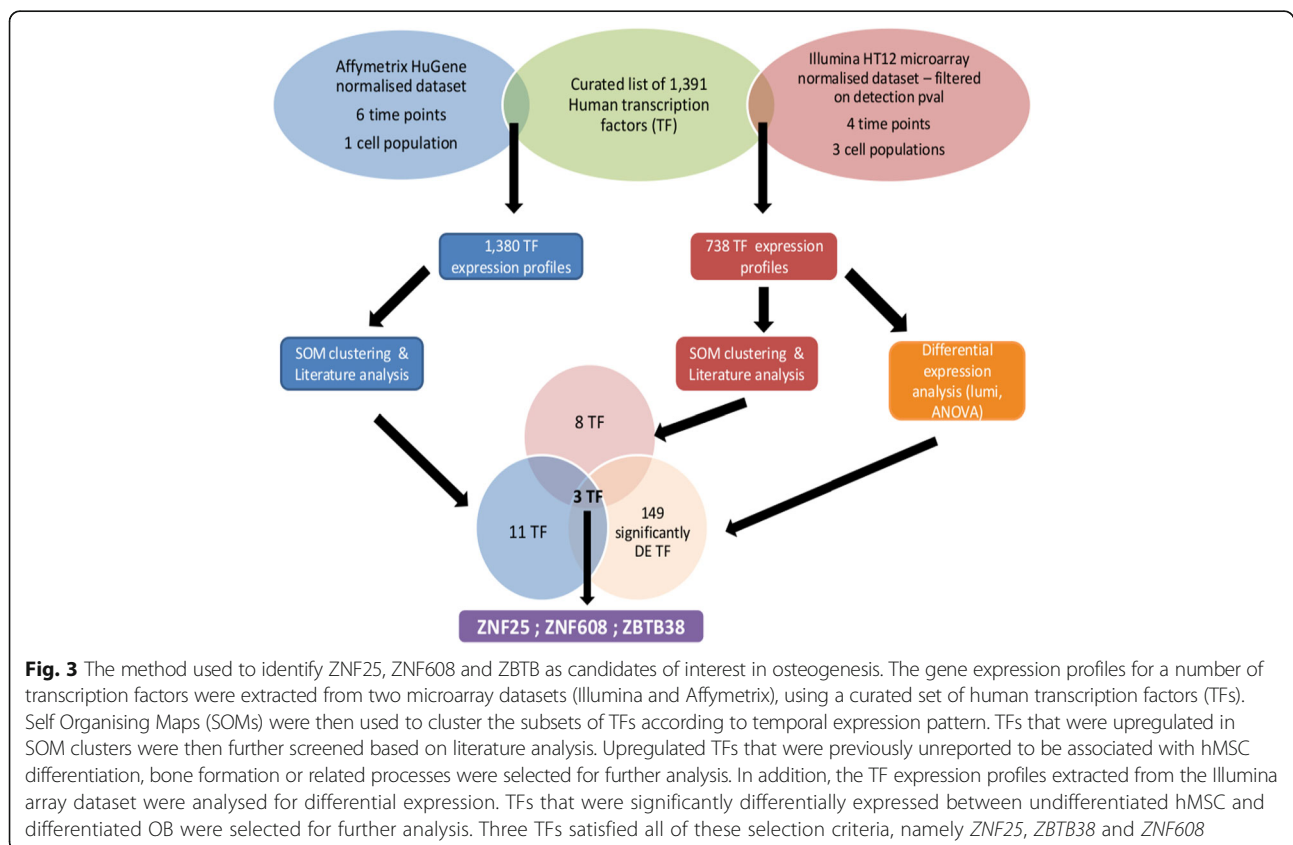 Affymetrix HuGene
normalised dataset
6 time points
1 cell population
Curated list of 1,391
Human transcription
factors (TF)
Illumina HT12 microarray
normalised dataset – filtered
on detection pval
4 time points
3 cell populations
1,380 TF
expression profiles
738 TF expression
profiles
SOM clustering &
Literature analysis
SOM clustering &
Literature analysis
Differential
expression
analysis (lumi,
ANOVA)
8 TF
3 TF
11 TF
149
significantly
DE TF
ZNF25 ; ZNF608 ; ZBTB38
Fig. 3 The method used to identify ZNF25, ZNF608 and ZBTB as candidates of interest in osteogenesis. The gene expression profiles for a number of
transcription factors were extracted from two microarray datasets (Illumina and Affymetrix), using a curated set of human transcription factors (TFs).
Self Organising Maps (SOMs) were then used to cluster the subsets of TFs according to temporal expression pattern. TFs that were upregulated in
SOM clusters were then further screened based on literature analysis. Upregulated TFs that were previously unreported to be associated with hMSC
differentiation, bone formation or related processes were selected for further analysis. In addition, the TF expression profiles extracted from the Illumina
array dataset were analysed for differential expression. TFs that were significantly differentially expressed between undifferentiated hMSC and
differentiated OB were selected for further analysis. Three TFs satisfied all of these selection criteria, namely ZNF25, ZBTB38 and ZNF608